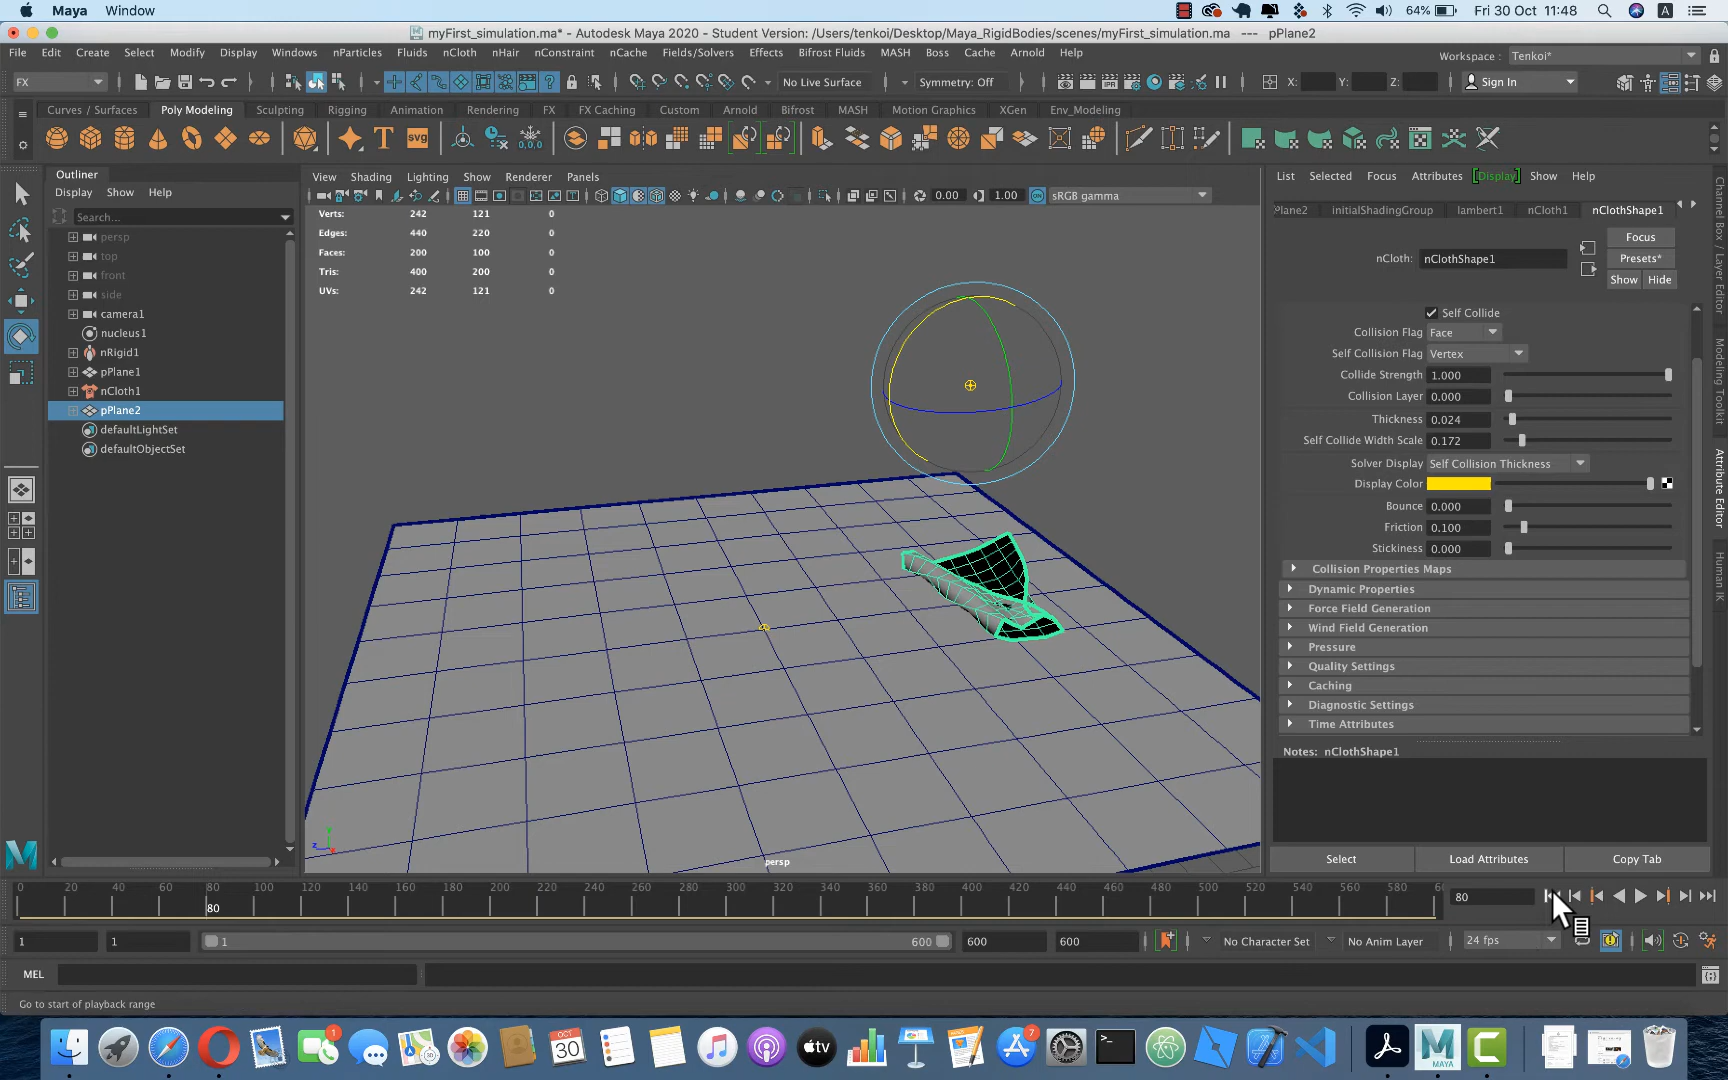 Maya Window 64% Fri 30 Oct 11:48 A
myFirst_simulation.ma* - Autodesk Maya 2020 - Student Version: /Users/tenkoi/Desktop/Maya_RigidBodies/scenes/myFirst_simulation.ma --- pPlane2
File Edit Create Select Modify Display Windows nParticles Fluids nCloth nHair nConstraint nCache Fields/Solvers Effects Bifrost Fluids MASH Boss Cache Arnold Help Workspace : Tenkoi*
FX No Live Surface Symmetry: Off X: Y: Z: Sign In
Curves / Surfaces Poly Modeling Sculpting Rigging Animation Rendering FX FX Caching Custom Arnold Bifrost MASH Motion Graphics XGen Env_Modeling
T svg 0,0,0
Outliner
Display Show Help
Search...
persp
top
front
side
camera1
nucleus1
nRigid1
pPlane1
nCloth1
pPlane2
defaultLightSet
defaultObjectSet
View Shading Lighting Show Renderer Panels
0.00 1.00 ON sRGB gamma
Verts: 242 121 0
Edges: 440 220 0
Faces: 200 100 0
Tris: 400 200 0
UVs: 242 121 0
persp
y
z
x
List Selected Focus Attributes [Display] Show Help
Plane2 initialShadingGroup lambert1 nCloth1 nClothShape1
nCloth: nClothShape1
Focus
Presets*
Show Hide
Self Collide
Collision Flag Face
Self Collision Flag Vertex
Collide Strength 1.000
Collision Layer 0.000
Thickness 0.024
Self Collide Width Scale 0.172
Solver Display Self Collision Thickness
Display Color
Bounce 0.000
Friction 0.100
Stickiness 0.000
Collision Properties Maps
Dynamic Properties
Force Field Generation
Wind Field Generation
Pressure
Quality Settings
Caching
Diagnostic Settings
Time Attributes
Notes: nClothShape1
Select Load Attributes Copy Tab
Channel Box / Layer Editor
Modeling Toolkit
Attribute Editor
Human IK
0 20 40 60 80 100 120 140 160 180 200 220 240 260 280 300 320 340 360 380 400 420 440 460 480 500 520 540 560 580 60
80
80
1 1 1 600 600 600 No Character Set No Anim Layer 24 fps
MEL
Go to start of playback range
1 OCT 30 tv 7 MAYA